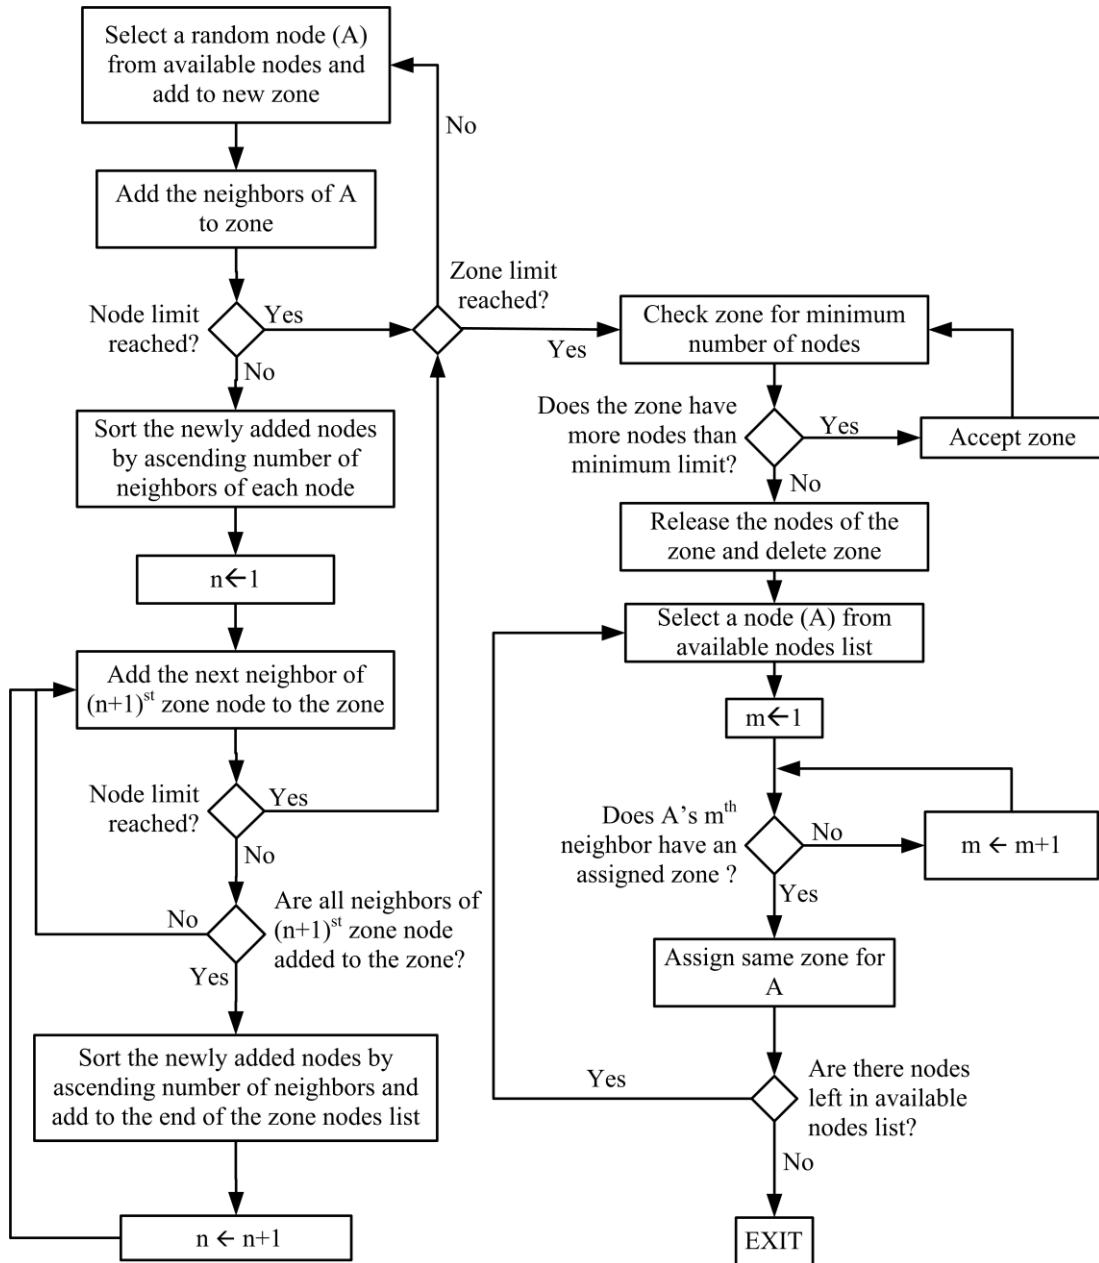 Select a random node (A)
from available nodes and
add to new zone
No
Add the neighbors of A
to zone
Node limit
reached?
Yes
No
Zone limit
reached?
Yes
Sort the newly added nodes
by ascending number of
neighbors of each node
n←1
Add the next neighbor of
(n+1)st zone node to the zone
Node limit
reached?
Yes
No
Are all neighbors of
(n+1)st zone node
added to the zone?
No
Yes
Sort the newly added nodes by
ascending number of neighbors and
add to the end of the zone nodes list
n ← n+1
Check zone for minimum
number of nodes
Does the zone have
more nodes than
minimum limit?
Yes
Accept zone
No
Release the nodes of the
zone and delete zone
Select a node (A) from
available nodes list
m←1
Does A's mth
neighbor have an
assigned zone ?
No
m ← m+1
Yes
Assign same zone for
A
Are there nodes
left in available
nodes list?
Yes
No
EXIT